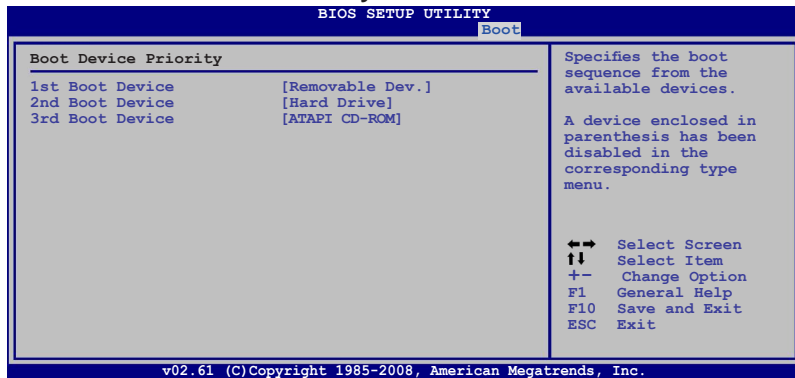 BIOS SETUP UTILITY
Boot
Boot Device Priority
1st Boot Device [Removable Dev.]
2nd Boot Device [Hard Drive]
3rd Boot Device [ATAPI CD-ROM]
Specifies the boot
sequence from the
available devices.
A device enclosed in
parenthesis has been
disabled in the
corresponding type
menu.
←→ Select Screen
↑↓ Select Item
+- Change Option
F1 General Help
F10 Save and Exit
ESC Exit
v02.61 (C)Copyright 1985-2008, American Megatrends, Inc.